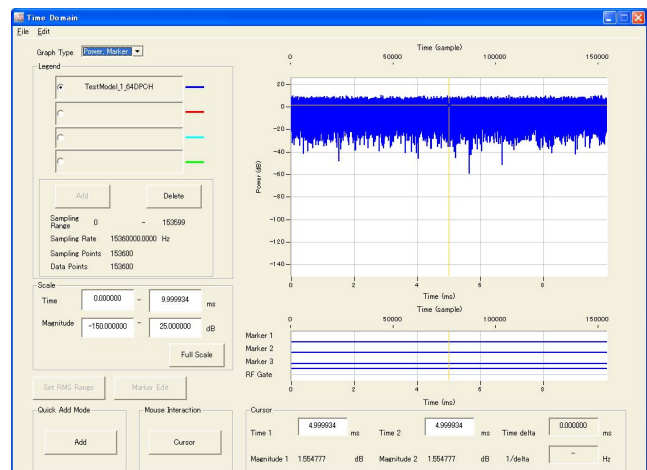 Time Domain
File Edit
Graph Type Power, Marker
Legend
TestModel_1_64DPCH
Add Delete
Sampling Range 0 - 153599
Sampling Rate 15360000.0000 Hz
Sampling Points 153600
Data Points 153600
Scale
Time 0.000000 - 9.999934 ms
Magnitude -150.000000 - 25.000000 dB
Full Scale
Set RMS Range Marker Edit
Quick Add Mode
Add
Mouse Interaction
Cursor
Time (sample)
0 50000 100000 150000
Power (dB)
20
0
-20
-40
-60
-80
-100
-120
-140
0 2 4 6 8
Time (ms)
Time (sample)
0 50000 100000 150000
Marker 1
Marker 2
Marker 3
RF Gate
0 2 4 6 8
Time (ms)
Cursor
Time 1 4.999934 ms Time 2 4.999934 ms Time delta 0.000000 ms
Magnitude 1 1.554777 dB Magnitude 2 1.554777 dB 1/delta - Hz